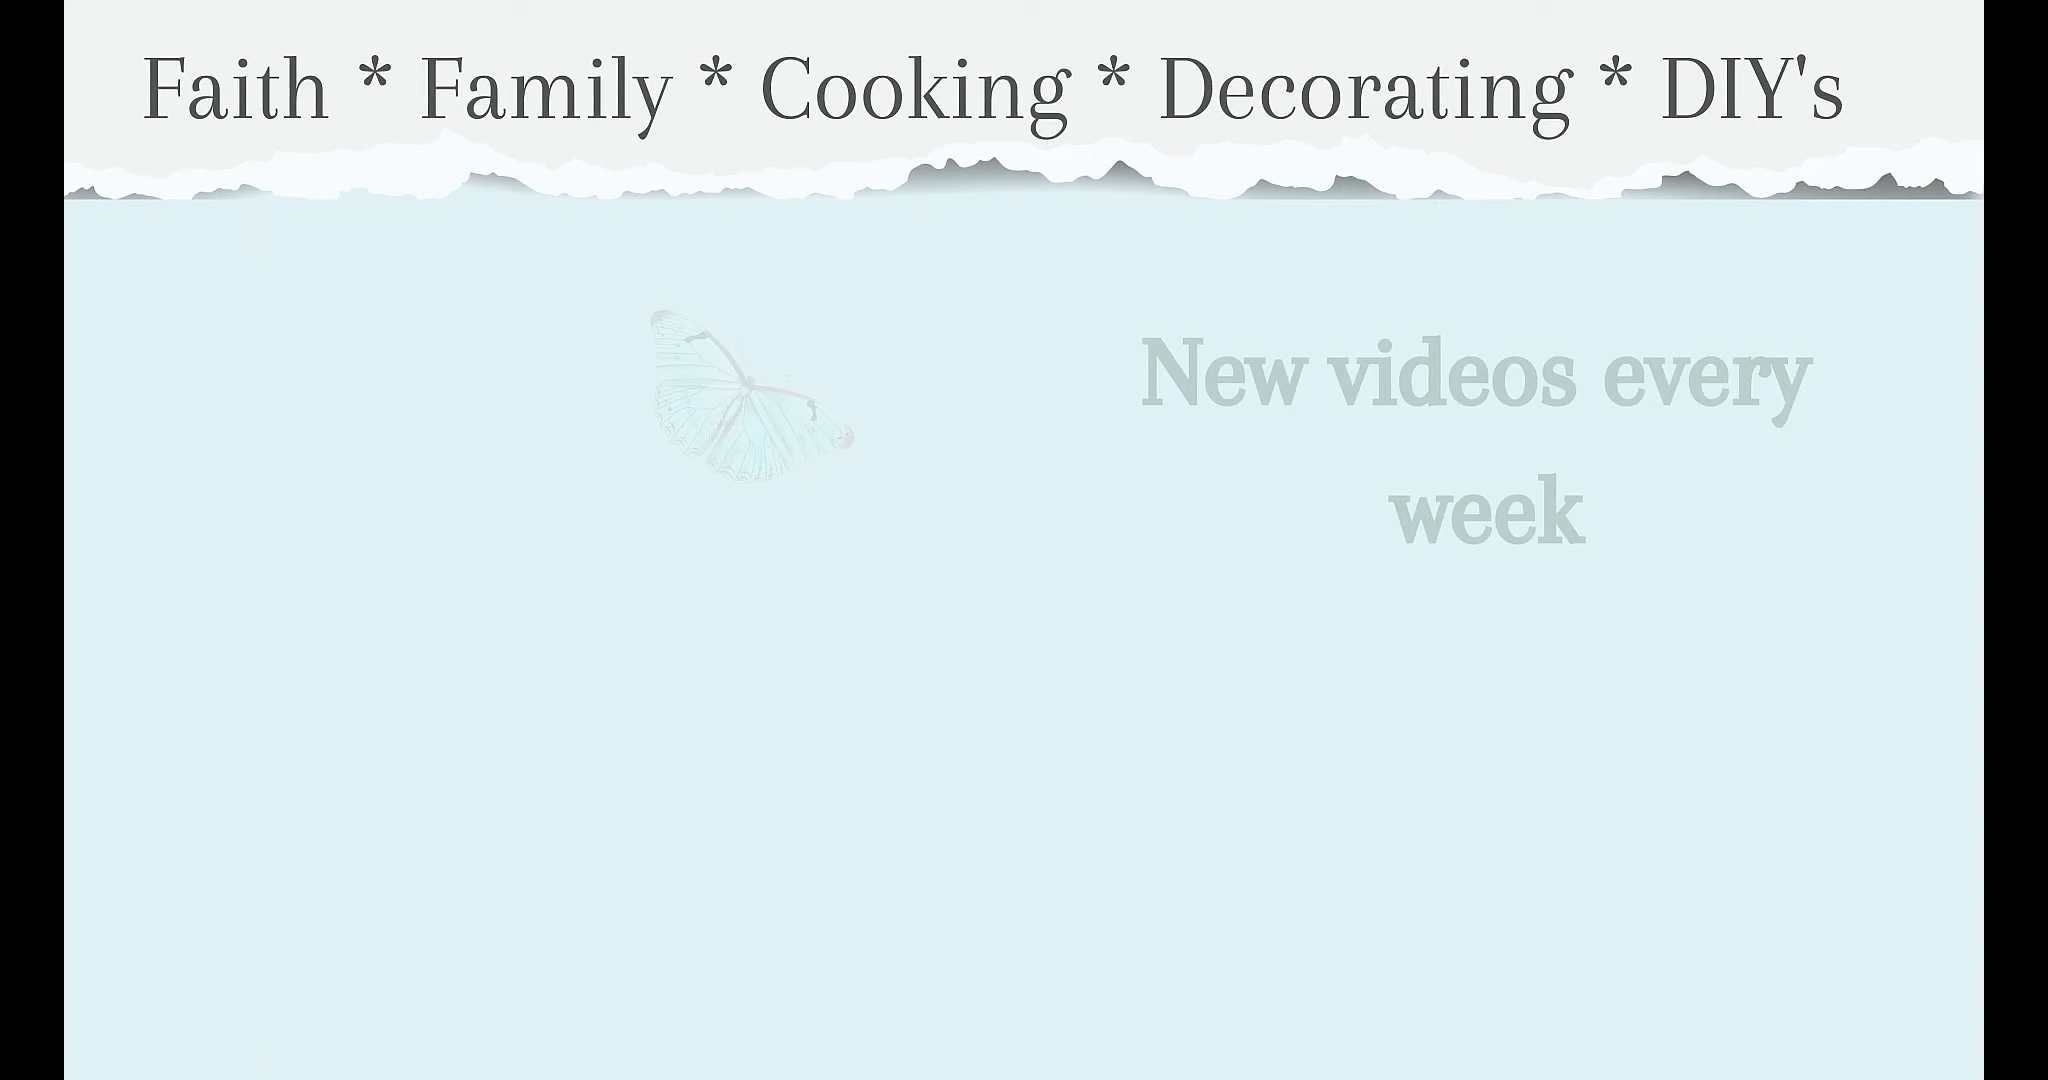 Faith * Family * Cooking * Decorating * DIY's
New videos every
week